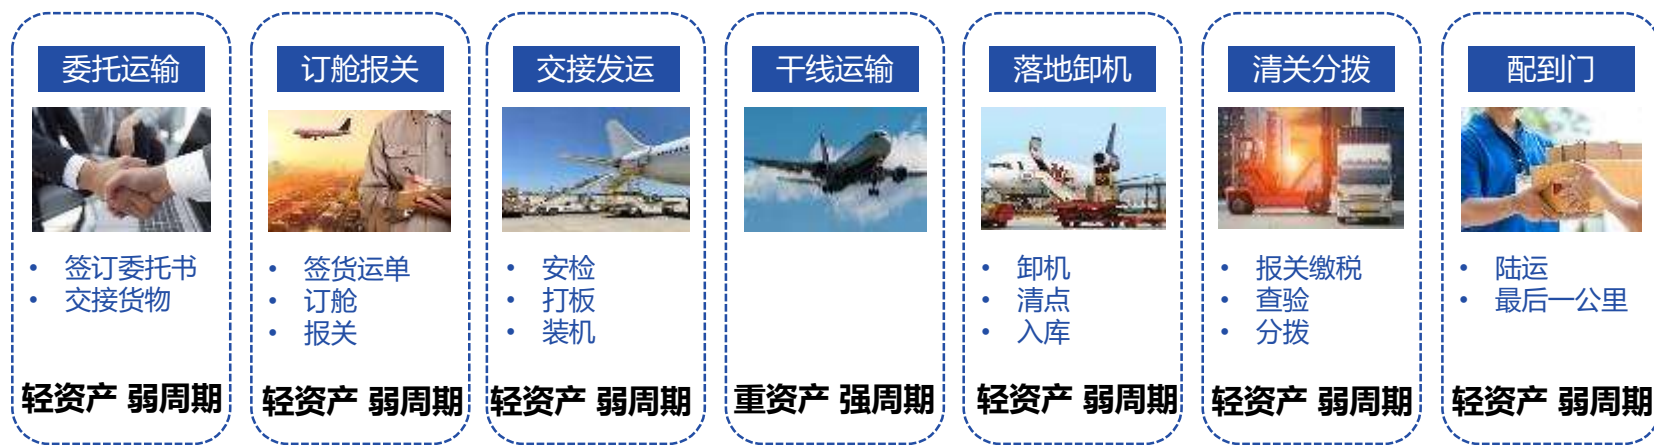 委托运输
• 签订委托书
• 交接货物
轻资产 弱周期
订舱报关
• 签货运单
• 订舱
• 报关
轻资产 弱周期
交接发运
• 安检
• 打板
• 装机
轻资产 弱周期
干线运输
重资产 强周期
落地卸机
• 卸机
• 清点
• 入库
轻资产 弱周期
清关分拨
• 报关缴税
• 查验
• 分拨
轻资产 弱周期
配到门
• 陆运
• 最后一公里
轻资产 弱周期